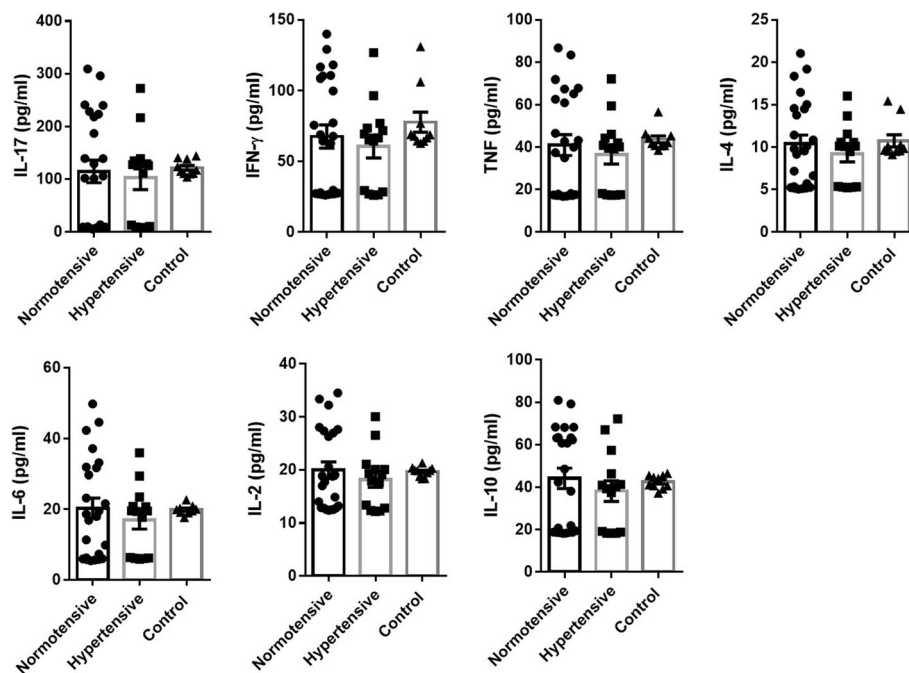 IL-17 (pg/ml)
400
300
200
100
0
Normotensive
Hypertensive
Control
IFN-γ (pg/ml)
150
100
50
0
Normotensive
Hypertensive
Control
TNF (pg/ml)
100
80
60
40
20
0
Normotensive
Hypertensive
Control
IL-4 (pg/ml)
25
20
15
10
5
0
Normotensive
Hypertensive
Control
IL-6 (pg/ml)
60
40
20
0
Normotensive
Hypertensive
Control
IL-2 (pg/ml)
40
30
20
10
0
Normotensive
Hypertensive
Control
IL-10 (pg/ml)
100
80
60
40
20
0
Normotensive
Hypertensive
Control